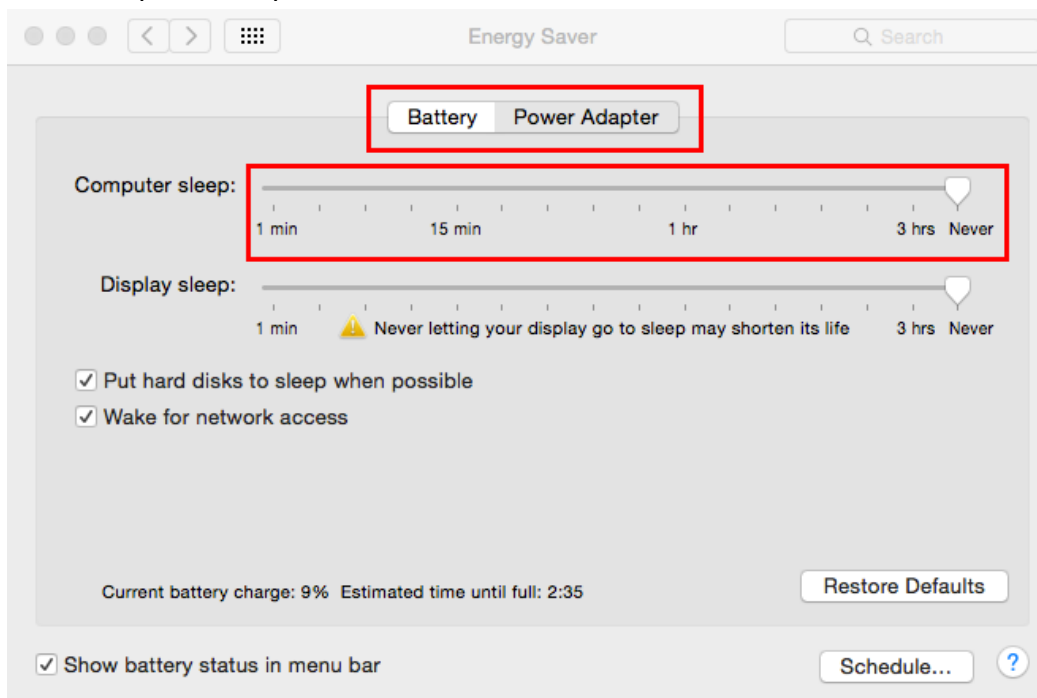 Energy Saver
Search
Battery Power Adapter
Computer sleep:
1 min 15 min 1 hr 3 hrs Never
Display sleep:
1 min Never letting your display go to sleep may shorten its life 3 hrs Never
Put hard disks to sleep when possible
Wake for network access
Current battery charge: 9% Estimated time until full: 2:35
Restore Defaults
Show battery status in menu bar
Schedule... ?